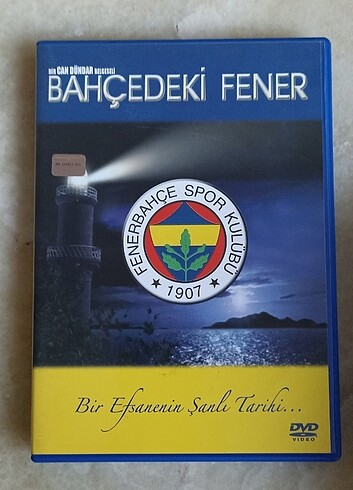 BİR CAN DÜNDAR BELGESELİ
BAHÇEDEKİ FENER
FENERBAHÇE SPOR KULÜBÜ
★ 1907 ★
Bir Efsanenin Şanlı Tarihi...
DVD
VIDEO